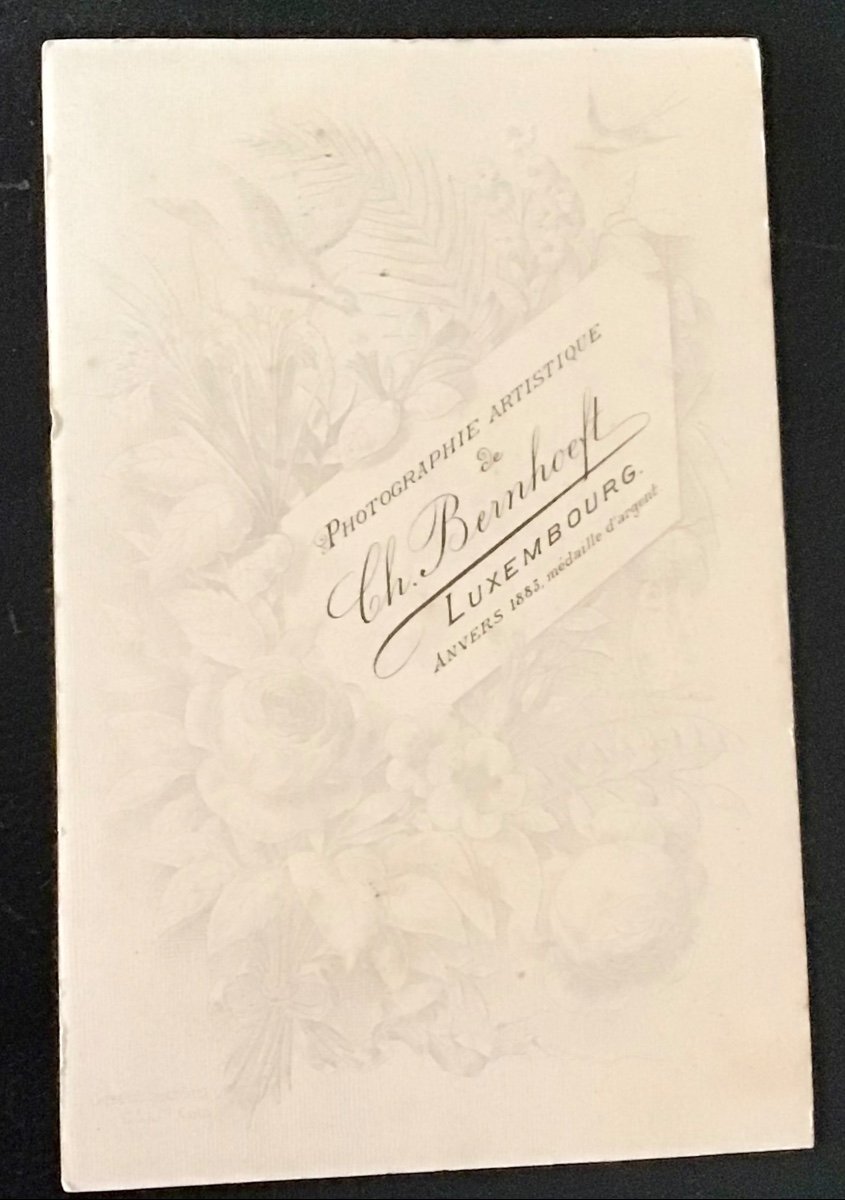 PHOTOGRAPHIE ARTISTIQUE
de
Ch. Bernhoeft
LUXEMBOURG.
ANVERS 1885, médaille d'argent